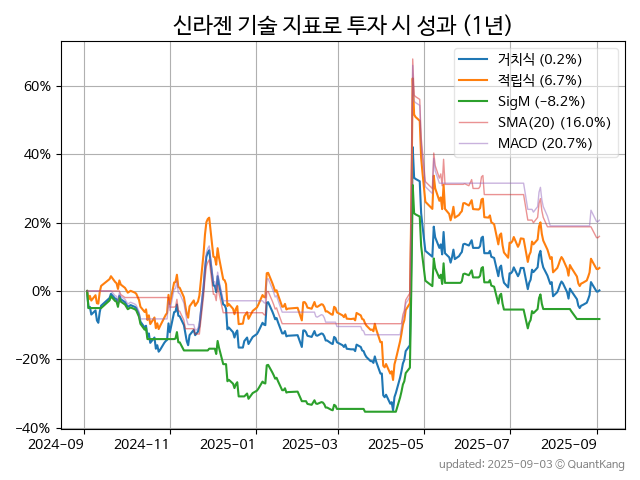 신라젠 기술 지표로 투자 시 성과 (1년)
거치식 (0.2%)
적립식 (6.7%)
SigM (−8.2%)
SMA(20) (16.0%)
MACD (20.7%)
60%
40%
20%
0%
−20%
−40%
2024-09
2024-11
2025-01
2025-03
2025-05
2025-07
2025-09
updated: 2025-09-03 ⓒ QuantKang